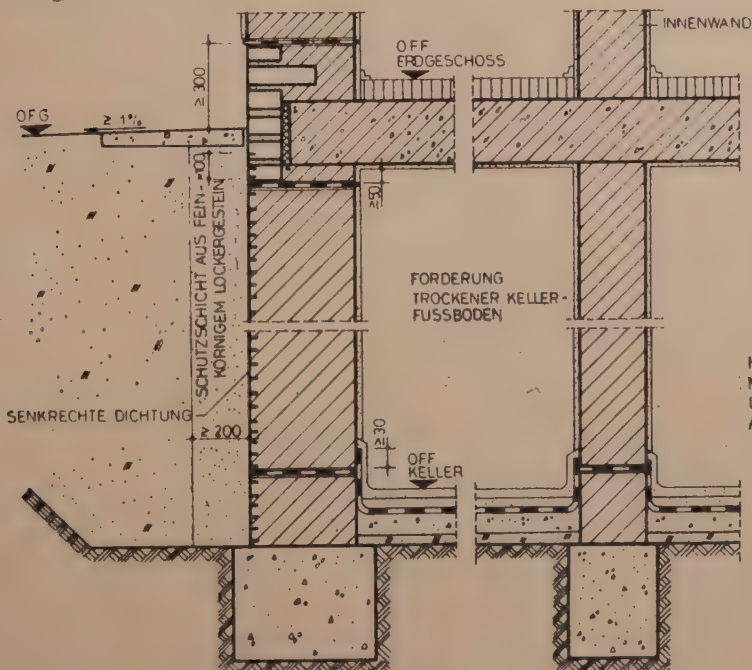 INNENWAND
OFF
ERDGESCHOSS
≥ 300
OFG
≥ 1%
≥ 50
SCHUTZSCHICHT AUS FEIN-
KÖRNIGEM LOCKERGESTEIN
FORDERUNG
TROCKENER KELLER-
FUSSBODEN
SENKRECHTE DICHTUNG
≥ 200
≥ 30
OFF
KELLER